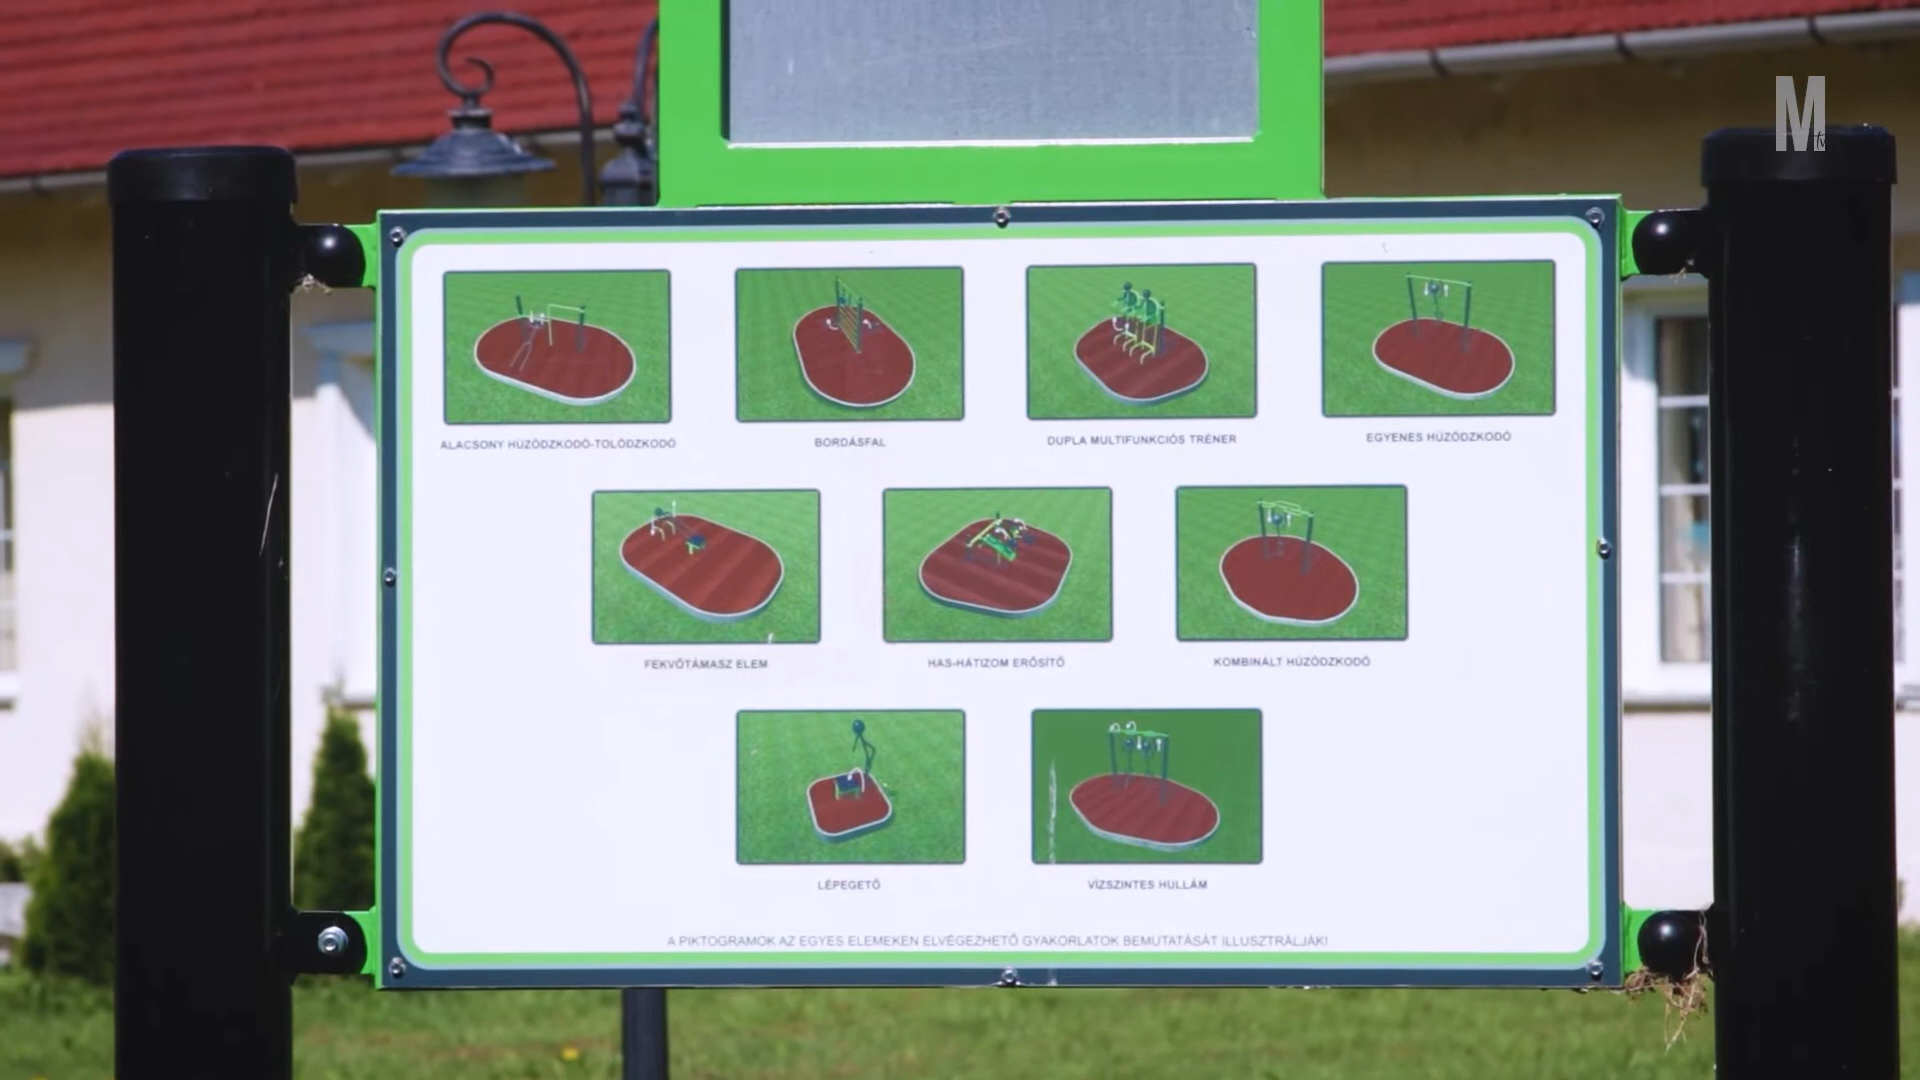 M
tv
ALACSONY HÚZÓDZKODÓ-TOLÓDZKODÓ
BORDÁSFAL
DUPLA MULTIFUNKCIÓS TRÉNER
EGYENES HÚZÓDZKODÓ
FEKVŐTÁMASZ ELEM
HAS-HÁTIZOM ERŐSÍTŐ
KOMBINÁLT HÚZÓDZKODÓ
LÉPEGETŐ
VÍZSZINTES HULLÁM
A PIKTOGRAMOK AZ EGYES ELEMEKEN ELVÉGEZHETŐ GYAKORLATOK BEMUTATÁSÁT ILLUSZTRÁLJÁK!